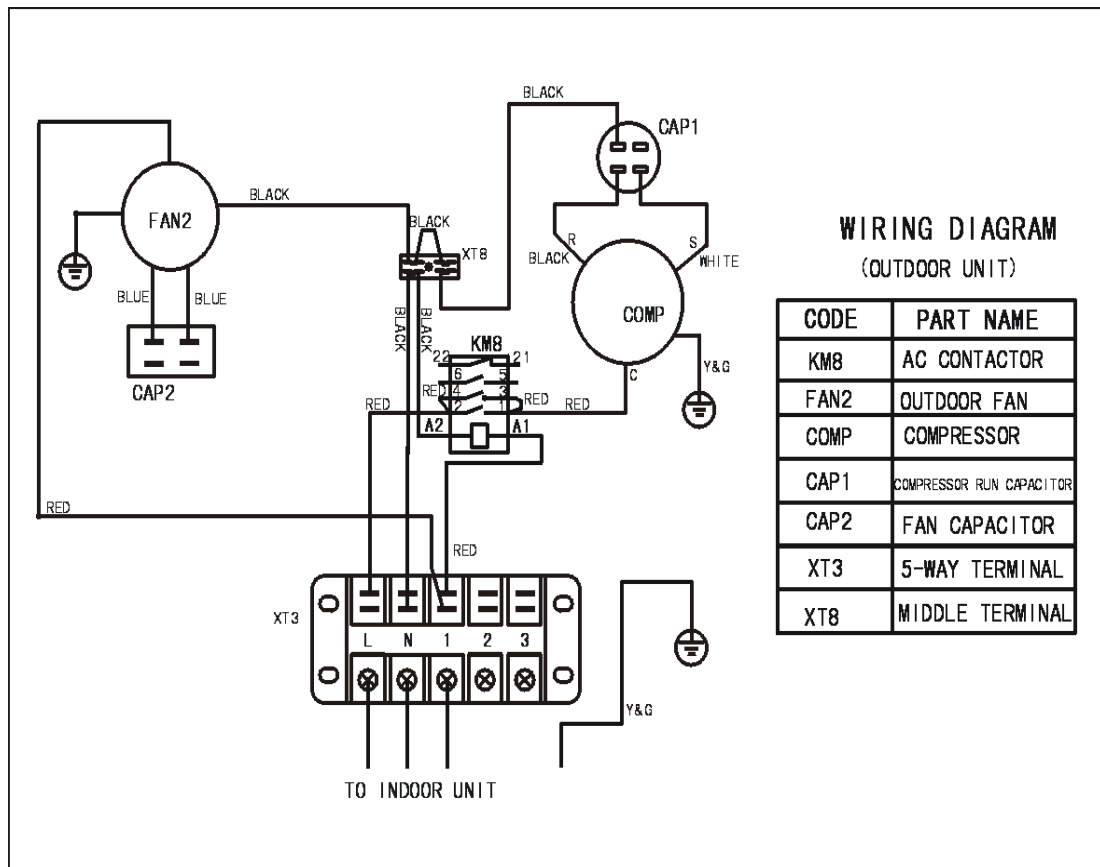 BLACK
CAP1
FAN2
BLACK
BLACK
XT8
R
S
BLACK
WHITE
COMP
BLUE
BLUE
CAP2
BLACK
BLACK
KM8
22
21
6
5
RED
4
3
RED
2
1
RED
RED
C
Y&G
A2
A1
RED
RED
XT3
L
N
1
2
3
Y&G
TO INDOOR UNIT
WIRING DIAGRAM
(OUTDOOR UNIT)
CODE PART NAME
KM8 AC CONTACTOR
FAN2 OUTDOOR FAN
COMP COMPRESSOR
CAP1 COMPRESSOR RUN CAPACITOR
CAP2 FAN CAPACITOR
XT3 5-WAY TERMINAL
XT8 MIDDLE TERMINAL